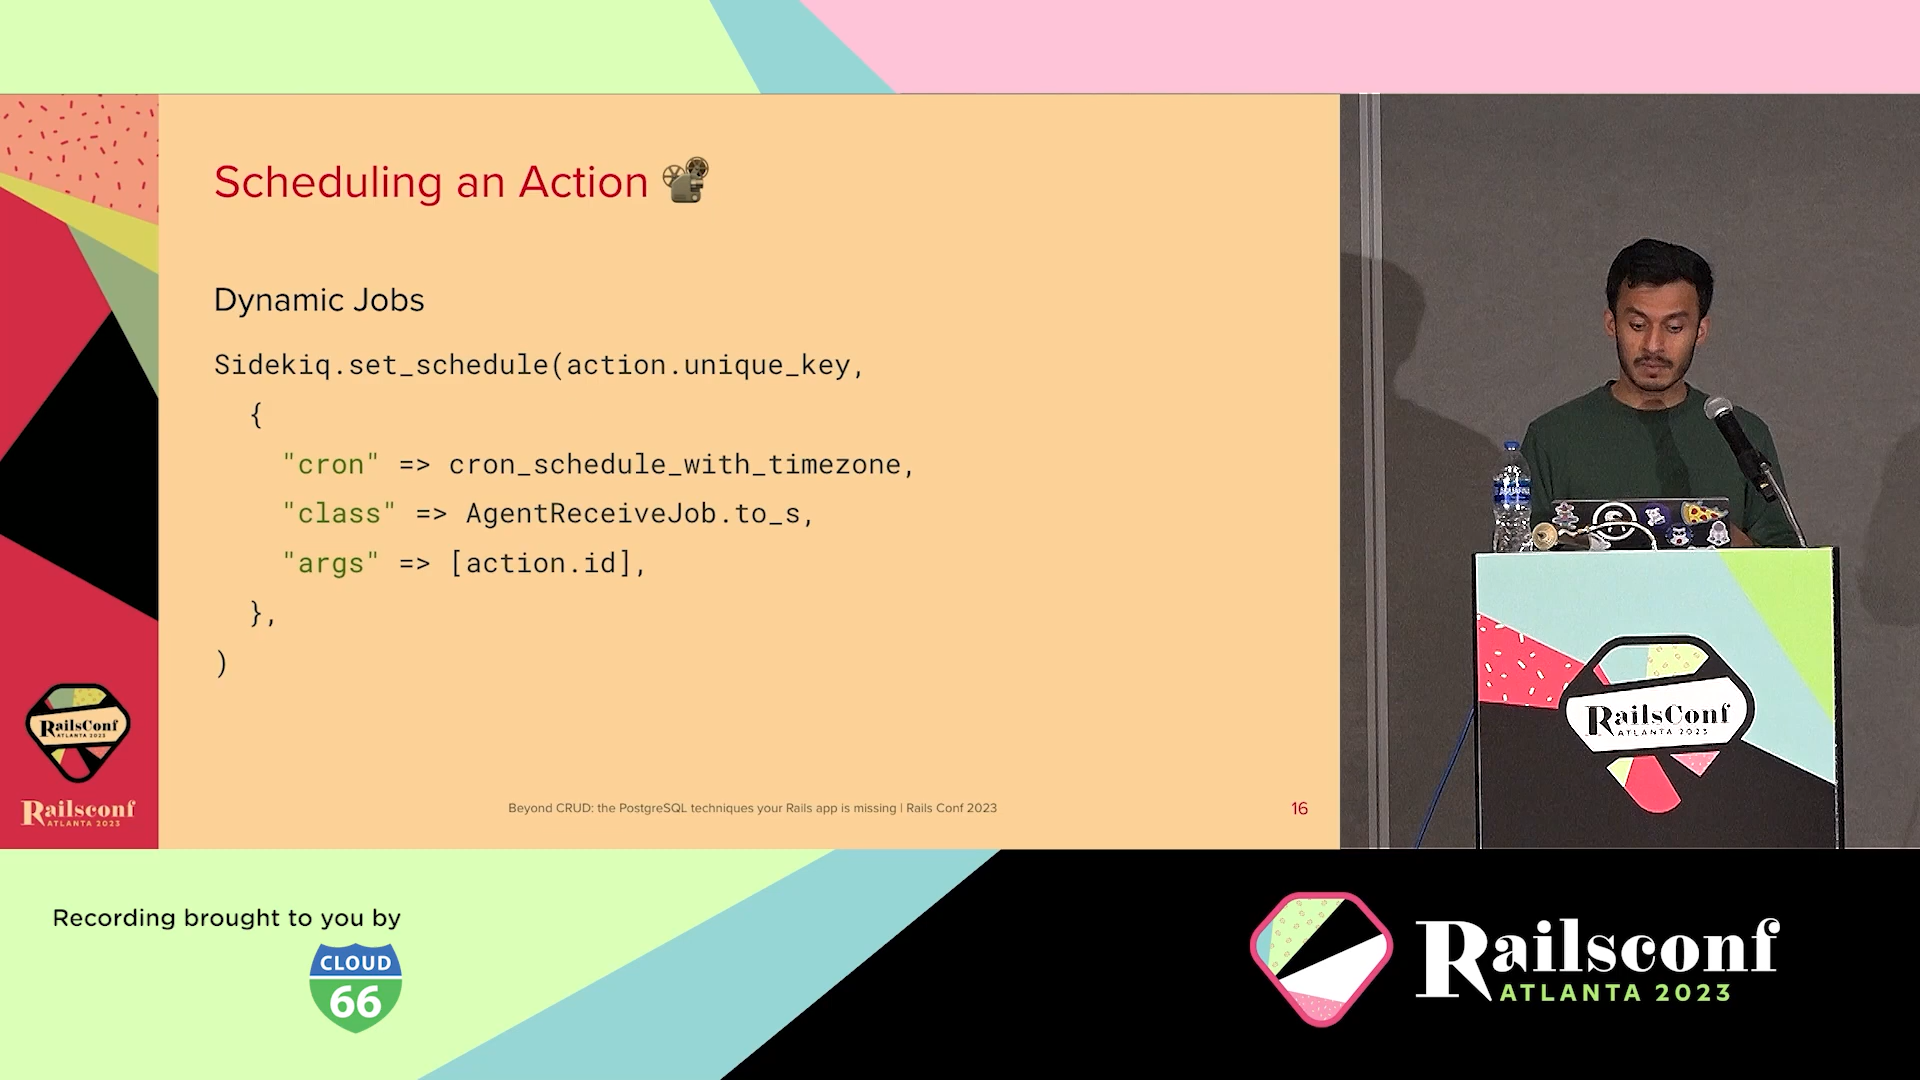 Scheduling an Action
Dynamic Jobs
Sidekiq.set_schedule(action.unique_key,
{
"cron" => cron_schedule_with_timezone,
"class" => AgentReceiveJob.to_s,
"args" => [action.id],
},
)
Beyond CRUD: the PostgreSQL techniques your Rails app is missing | Rails Conf 2023
16
RailsConf
ATLANTA 2023
Railsconf
ATLANTA 2023
RailsConf
ATLANTA 2023
Recording brought to you by
CLOUD
66
Railsconf
ATLANTA 2023